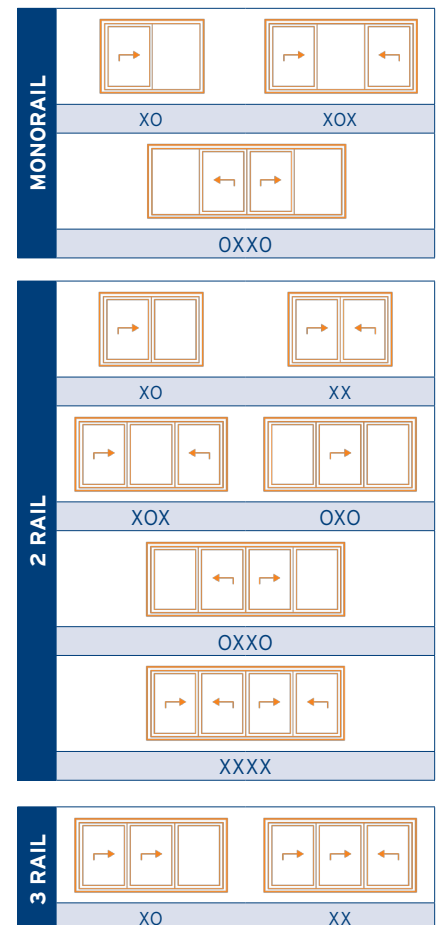 MONORAIL
XO XOX
OXXO
2 RAIL
XO XX
XOX OXO
OXXO
XXXX
3 RAIL
XO XX